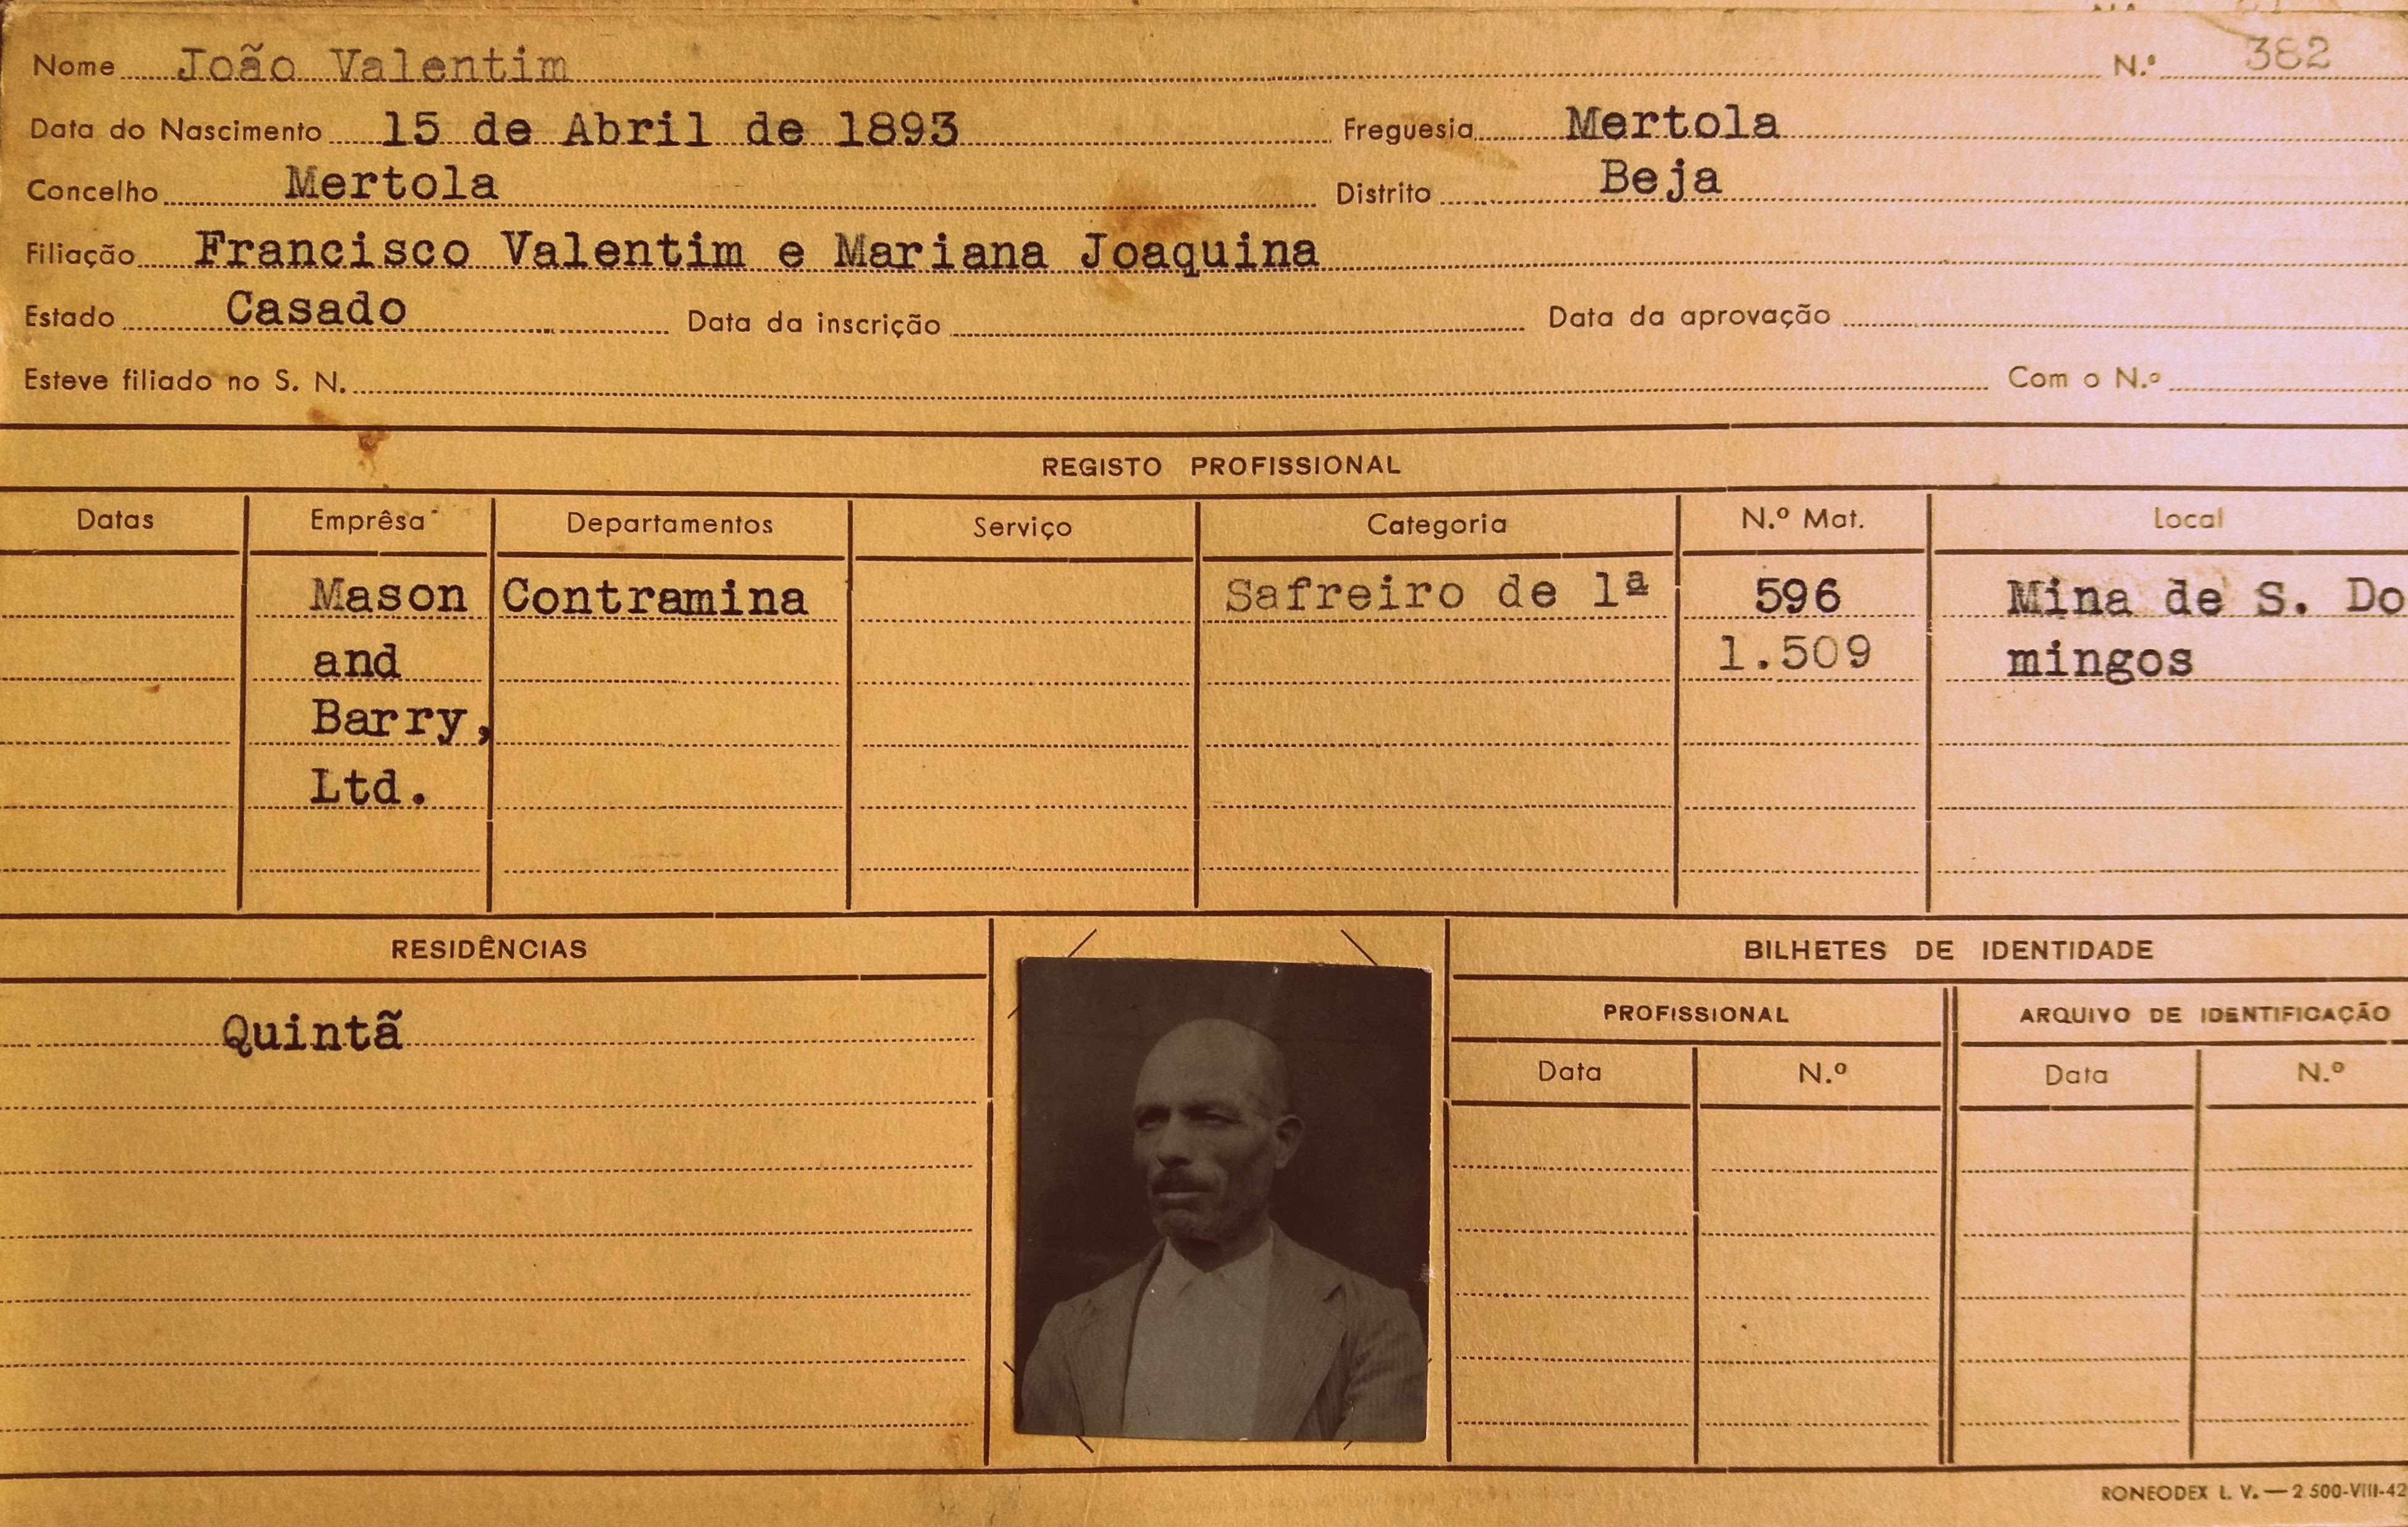 Nome João Valentim N.º 382
Data do Nascimento 15 de Abril de 1893 Freguesia Mertola
Concelho Mertola Distrito Beja
Filiação Francisco Valentim e Mariana Joaquina
Estado Casado Data da inscrição Data da aprovação
Esteve filiado no S. N. Com o N.º
REGISTO PROFISSIONAL
Datas Emprêsa Departamentos Serviço Categoria N.º Mat. Local
Mason Contramina Safreiro de 1ª 596 Mina de S. Do
and 1.509 mingos
Barry,
Ltd.
RESIDÊNCIAS
Quintã
BILHETES DE IDENTIDADE
PROFISSIONAL ARQUIVO DE IDENTIFICAÇÃO
Data N.º Data N.º
RONEODEX L. V. — 2 500-VIII-42